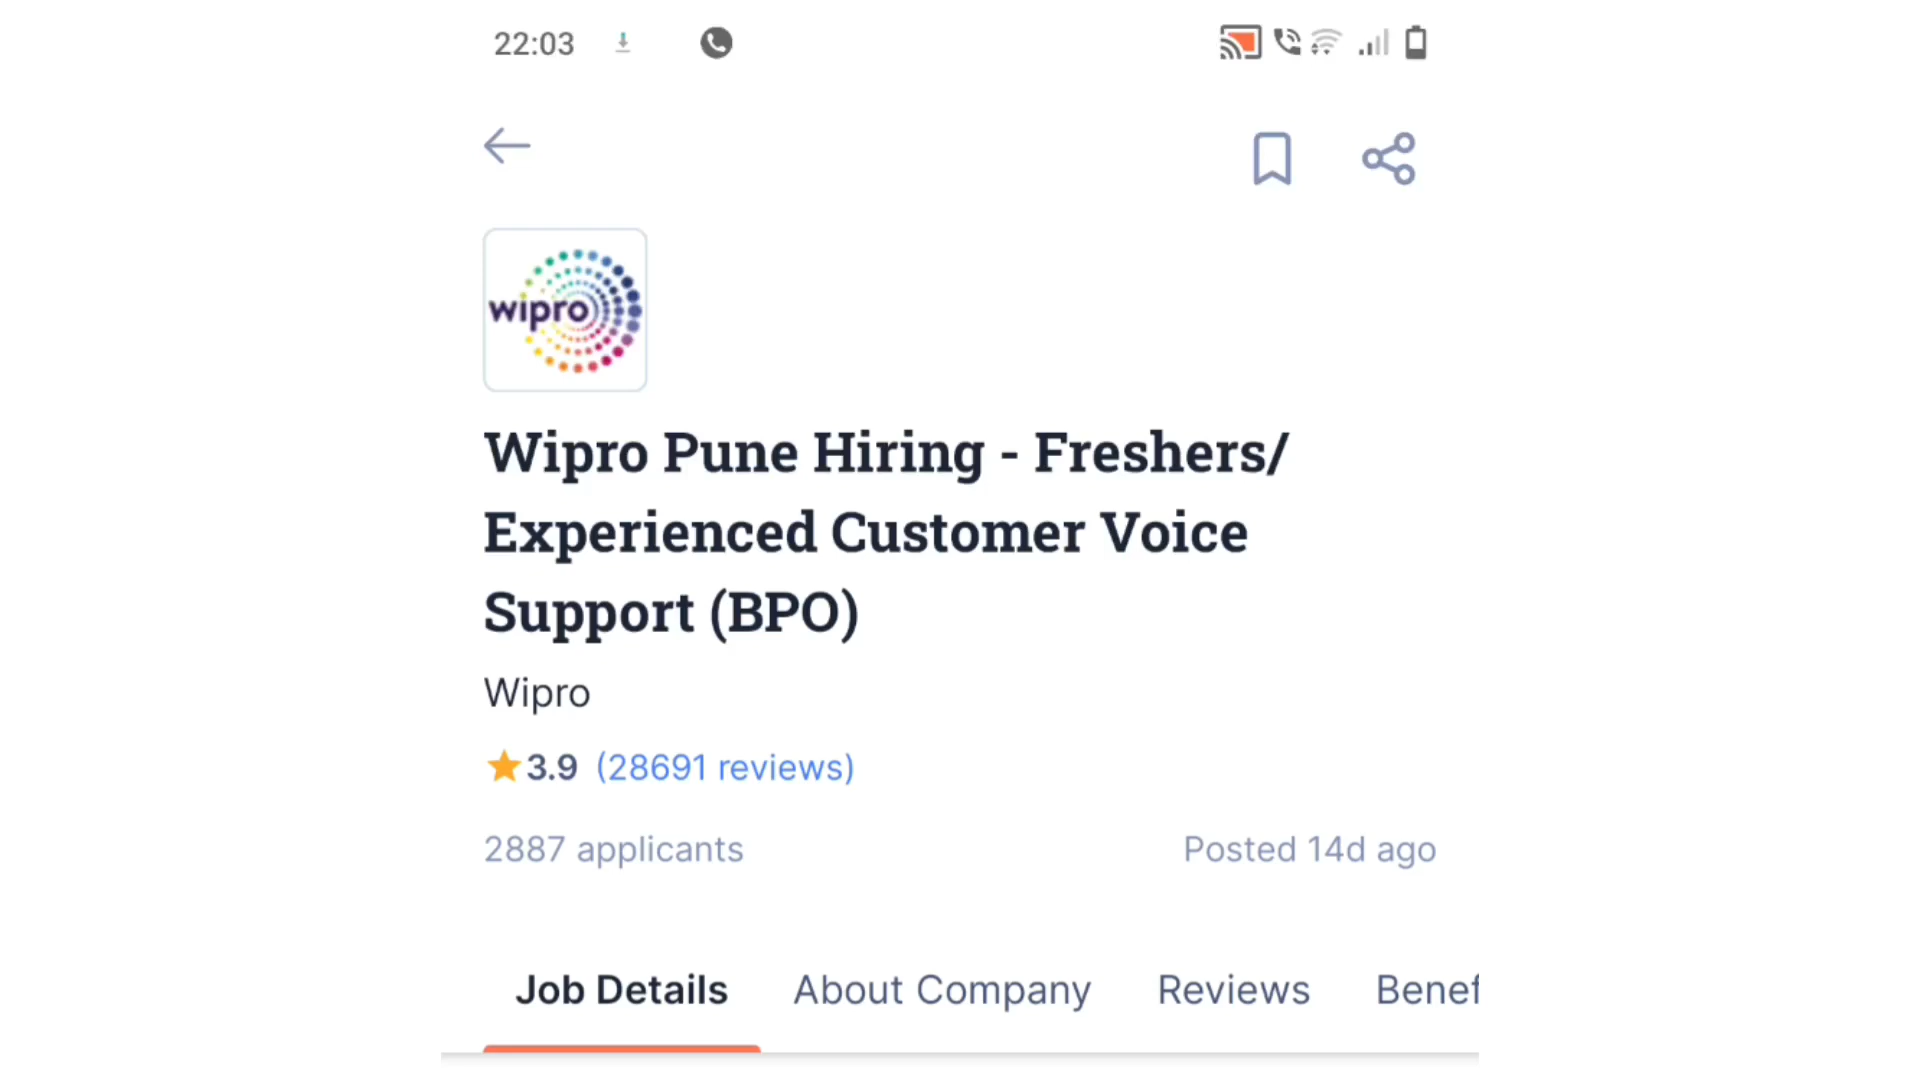 22:03
wipro
Wipro Pune Hiring - Freshers/
Experienced Customer Voice
Support (BPO)
Wipro
3.9 (28691 reviews)
2887 applicants Posted 14d ago
Job Details About Company Reviews Benef